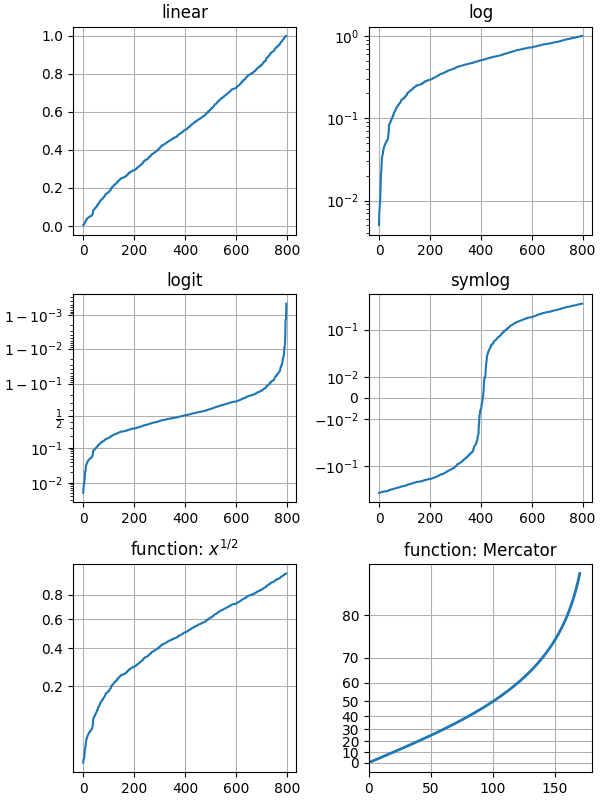 linear
1.0
0.8
0.6
0.4
0.2
0.0
0 200 400 600 800
log
10⁰
10⁻¹
10⁻²
0 200 400 600 800
logit
1 − 10⁻³
1 − 10⁻²
1 − 10⁻¹
½
10⁻¹
10⁻²
0 200 400 600 800
symlog
10⁻¹
10⁻²
0
−10⁻²
−10⁻¹
0 200 400 600 800
function: x^{1/2}
0.8
0.6
0.4
0.2
0 200 400 600 800
function: Mercator
80
70
60
50
40
30
20
10
0
0 50 100 150